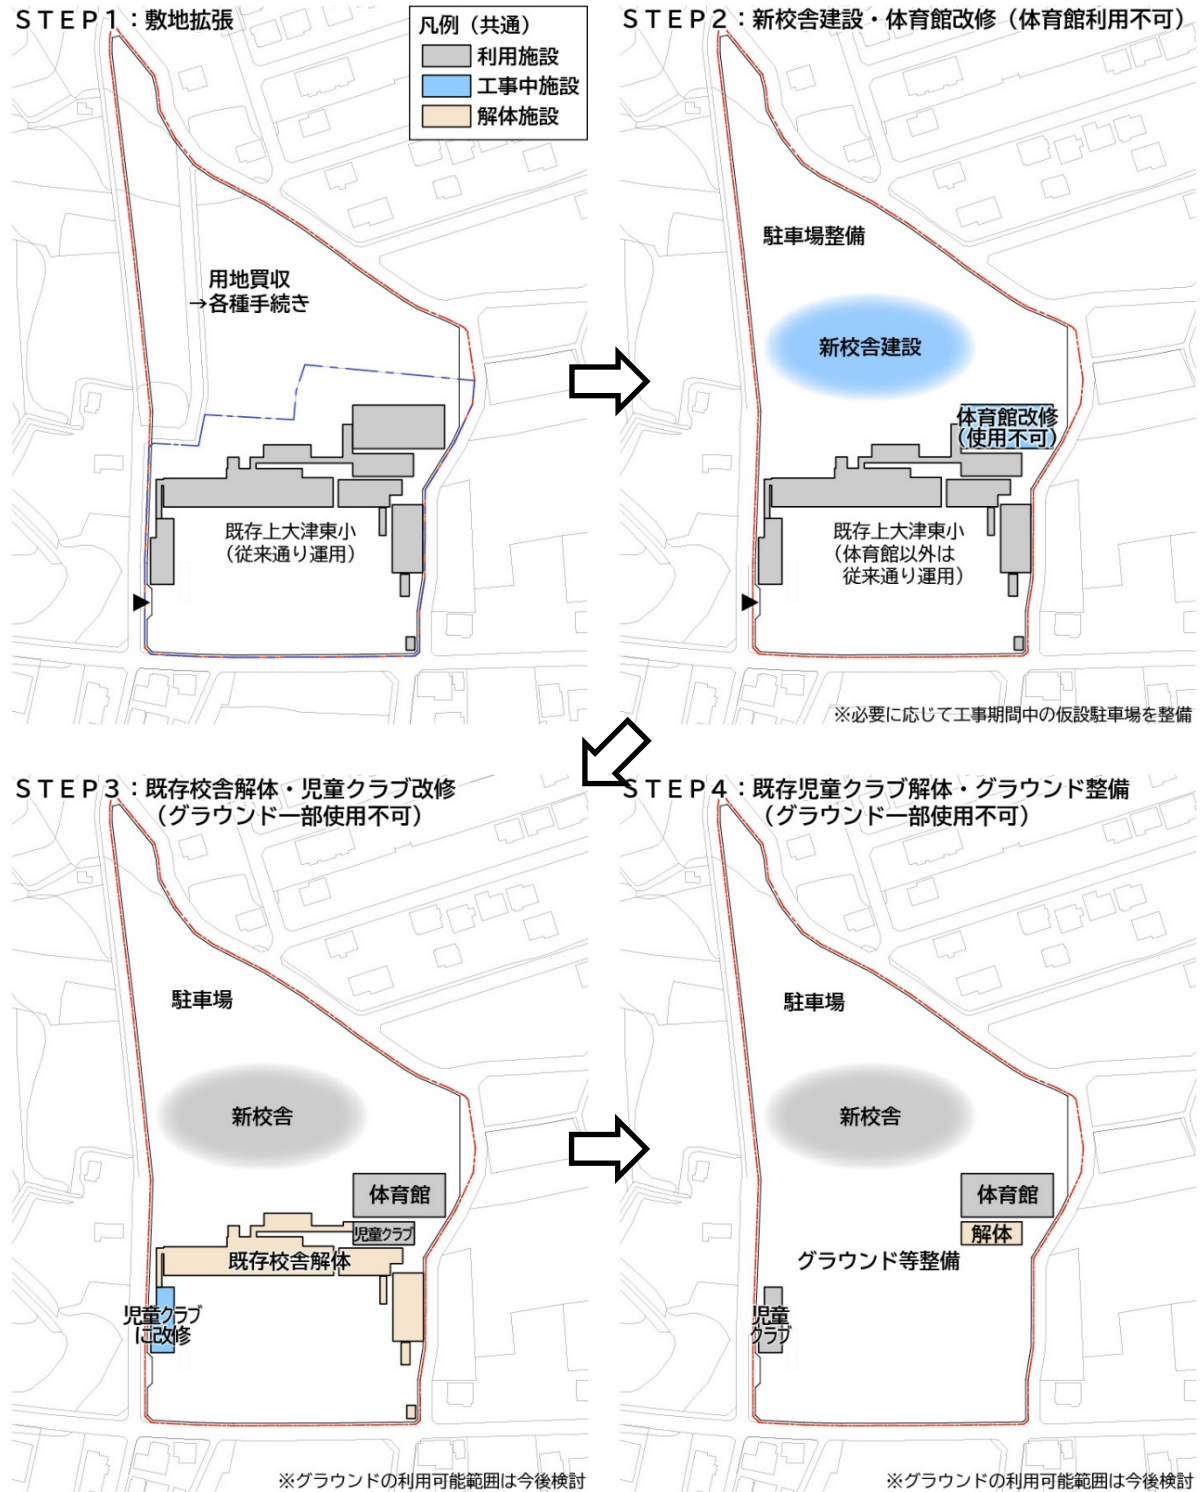 STEP1：敷地拡張
凡例（共通）
利用施設
工事中施設
解体施設
用地買収
→各種手続き
既存上大津東小
（従来通り運用）
STEP2：新校舎建設・体育館改修（体育館利用不可）
駐車場整備
新校舎建設
体育館改修
（使用不可）
既存上大津東小
（体育館以外は
従来通り運用）
※必要に応じて工事期間中の仮設駐車場を整備
STEP3：既存校舎解体・児童クラブ改修
（グラウンド一部使用不可）
駐車場
新校舎
体育館
児童クラブ
既存校舎解体
児童クラブ
に改修
※グラウンドの利用可能範囲は今後検討
STEP4：既存児童クラブ解体・グラウンド整備
（グラウンド一部使用不可）
駐車場
新校舎
体育館
解体
グラウンド等整備
児童
クラブ
※グラウンドの利用可能範囲は今後検討